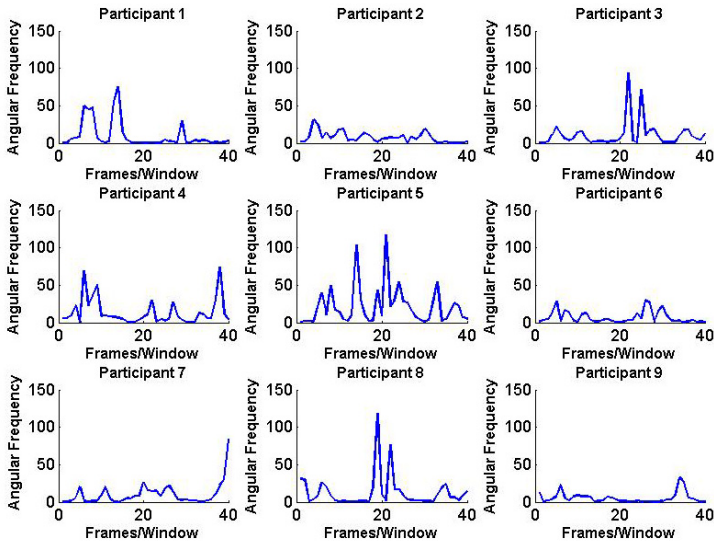 Participant 1
Participant 2
Participant 3
Angular Frequency
150
100
50
0
0
20
40
Frames/Window
Angular Frequency
150
100
50
0
0
20
40
Frames/Window
Angular Frequency
150
100
50
0
0
20
40
Frames/Window
Participant 4
Participant 5
Participant 6
Angular Frequency
150
100
50
0
0
20
40
Frames/Window
Angular Frequency
150
100
50
0
0
20
40
Frames/Window
Angular Frequency
150
100
50
0
0
20
40
Frames/Window
Participant 7
Participant 8
Participant 9
Angular Frequency
150
100
50
0
0
20
40
Frames/Window
Angular Frequency
150
100
50
0
0
20
40
Frames/Window
Angular Frequency
150
100
50
0
0
20
40
Frames/Window